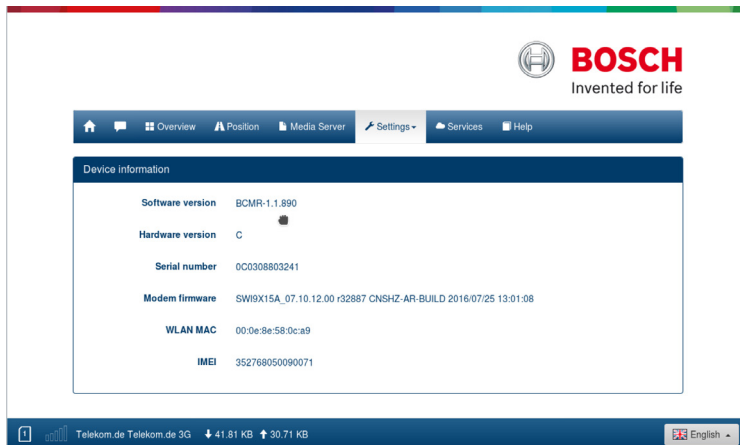 BOSCH
Invented for life
Overview Position Media Server Settings Services Help
Device information
Software version BCMR-1.1.890
Hardware version C
Serial number 0C0308803241
Modem firmware SWI9X15A_07.10.12.00 r32887 CNSHZ-AR-BUILD 2016/07/25 13:01:08
WLAN MAC 00:0e:8e:58:0c:a9
IMEI 352768050090071
1 Telekom.de Telekom.de 3G 41.81 KB 30.71 KB English